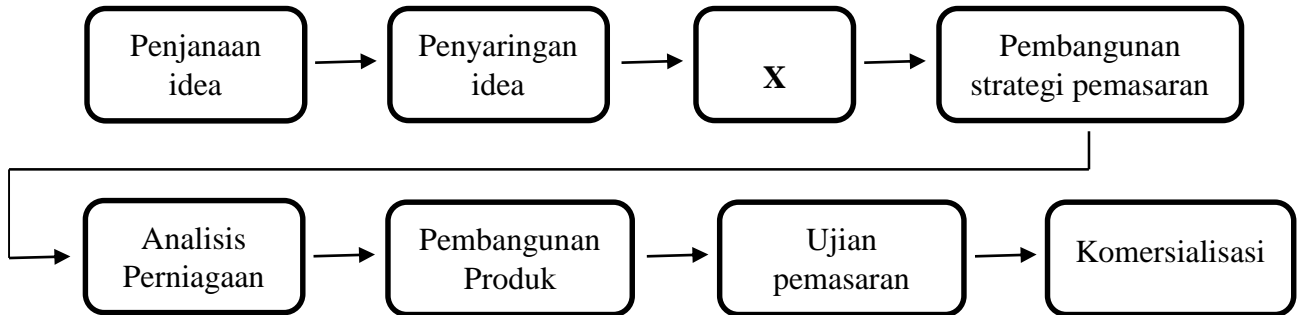 Penjanaan
idea
Penyaringan
idea
X
Pembangunan
strategi pemasaran
Analisis
Perniagaan
Pembangunan
Produk
Ujian
pemasaran
Komersialisasi